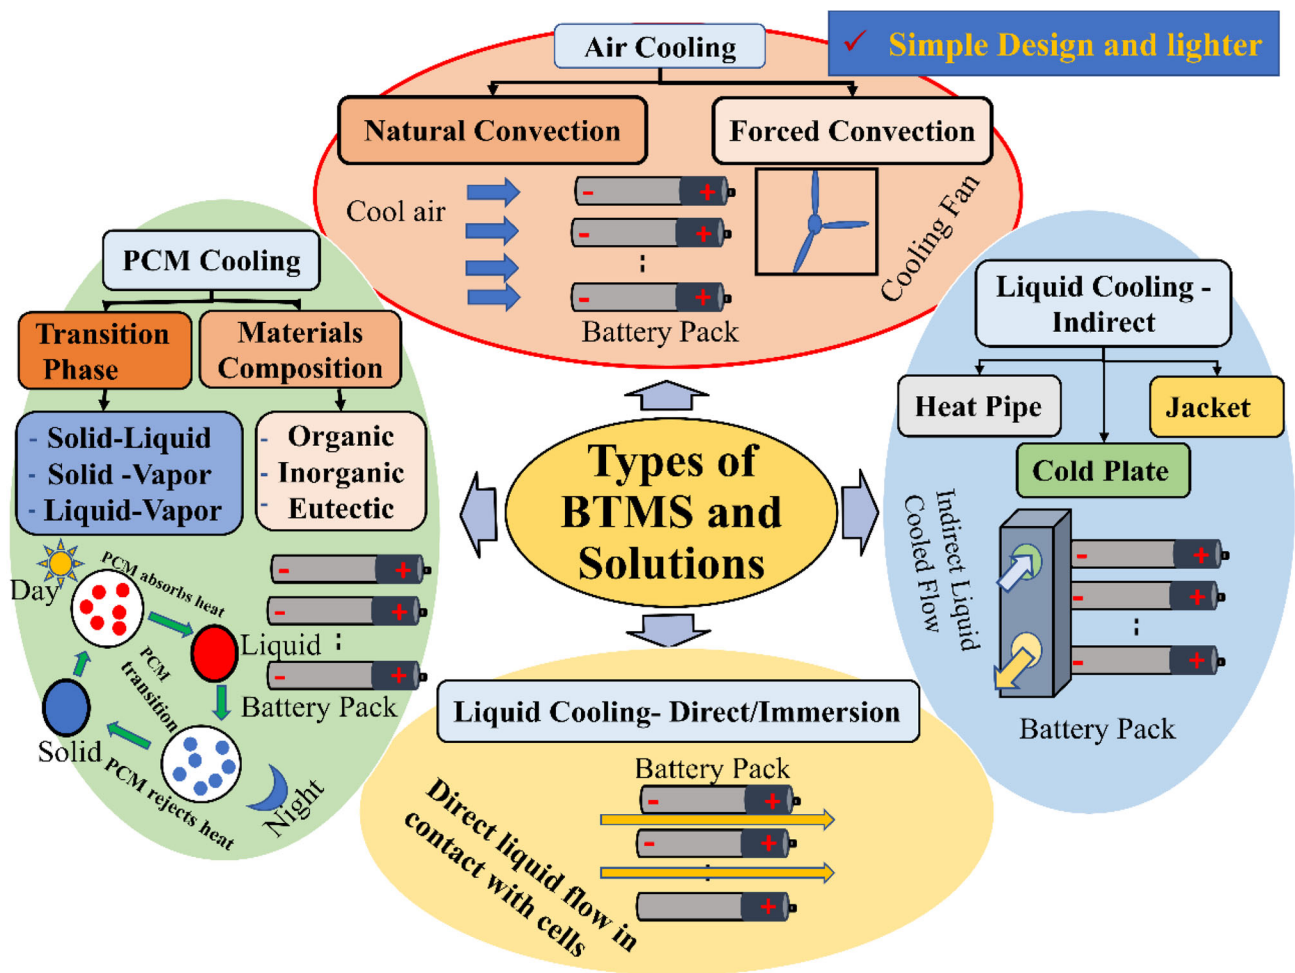 ✓ Simple Design and lighter
Air Cooling
Natural Convection
Forced Convection
Cool air
- +
- +
- +
Battery Pack
Cooling Fan
PCM Cooling
Transition
Phase
Materials
Composition
- Solid-Liquid
- Solid -Vapor
- Liquid-Vapor
- Organic
- Inorganic
- Eutectic
Day
PCM absorbs heat
Liquid
PCM
transition
Solid
PCM rejects heat
Night
- +
- +
- +
Battery Pack
Types of
BTMS and
Solutions
Liquid Cooling -
Indirect
Heat Pipe
Jacket
Cold Plate
Indirect Liquid
Cooled Flow
- +
- +
- +
Battery Pack
Liquid Cooling- Direct/Immersion
Battery Pack
- +
- +
+
Direct liquid flow in
contact with cells